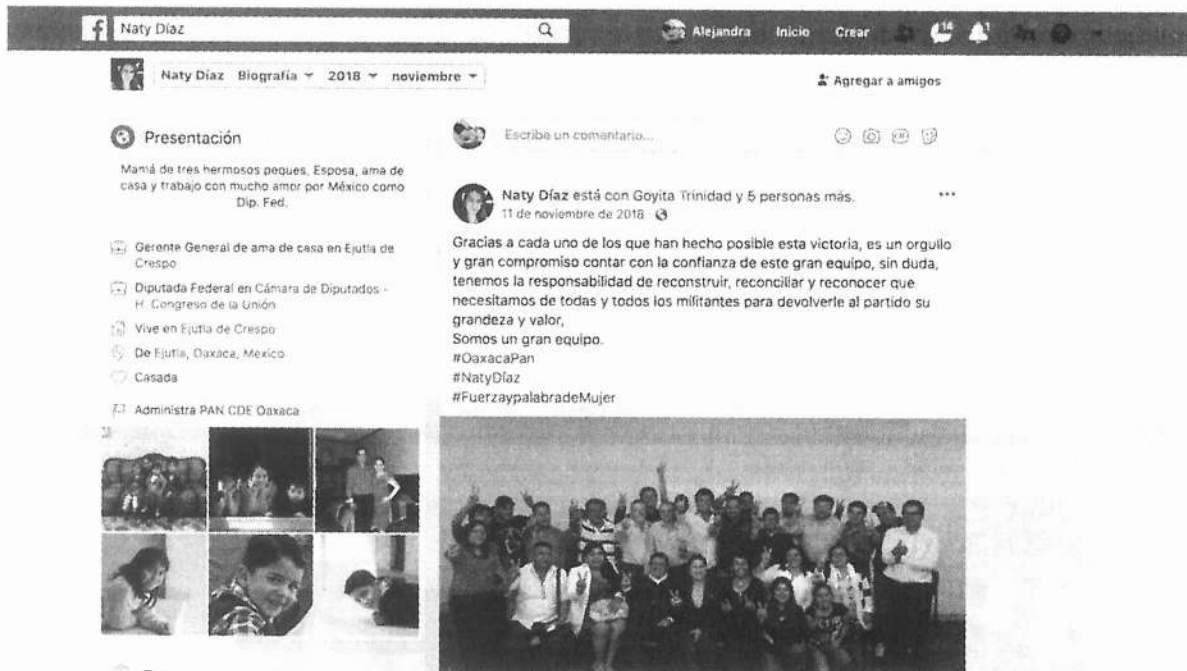 Naty Díaz
Alejandra Inicio Crear
14
1
Naty Díaz Biografía 2018 noviembre
Agregar a amigos
Presentación
Mamá de tres hermosos peques. Esposa, ama de
casa y trabajo con mucho amor por México como
Dip. Fed.
Gerente General de ama de casa en Ejutla de
Crespo
Diputada Federal en Cámara de Diputados -
H. Congreso de la Unión
Vive en Ejutla de Crespo
De Ejutla, Oaxaca, Mexico
Casada
Administra PAN CDE Oaxaca
Escribe un comentario...
Naty Díaz está con Goyita Trinidad y 5 personas más.
11 de noviembre de 2018
Gracias a cada uno de los que han hecho posible esta victoria, es un orgullo
y gran compromiso contar con la confianza de este gran equipo, sin duda,
tenemos la responsabilidad de reconstruir, reconciliar y reconocer que
necesitamos de todas y todos los militantes para devolverle al partido su
grandeza y valor,
Somos un gran equipo.
#OaxacaPan
#NatyDíaz
#FuerzaypalabradeMujer